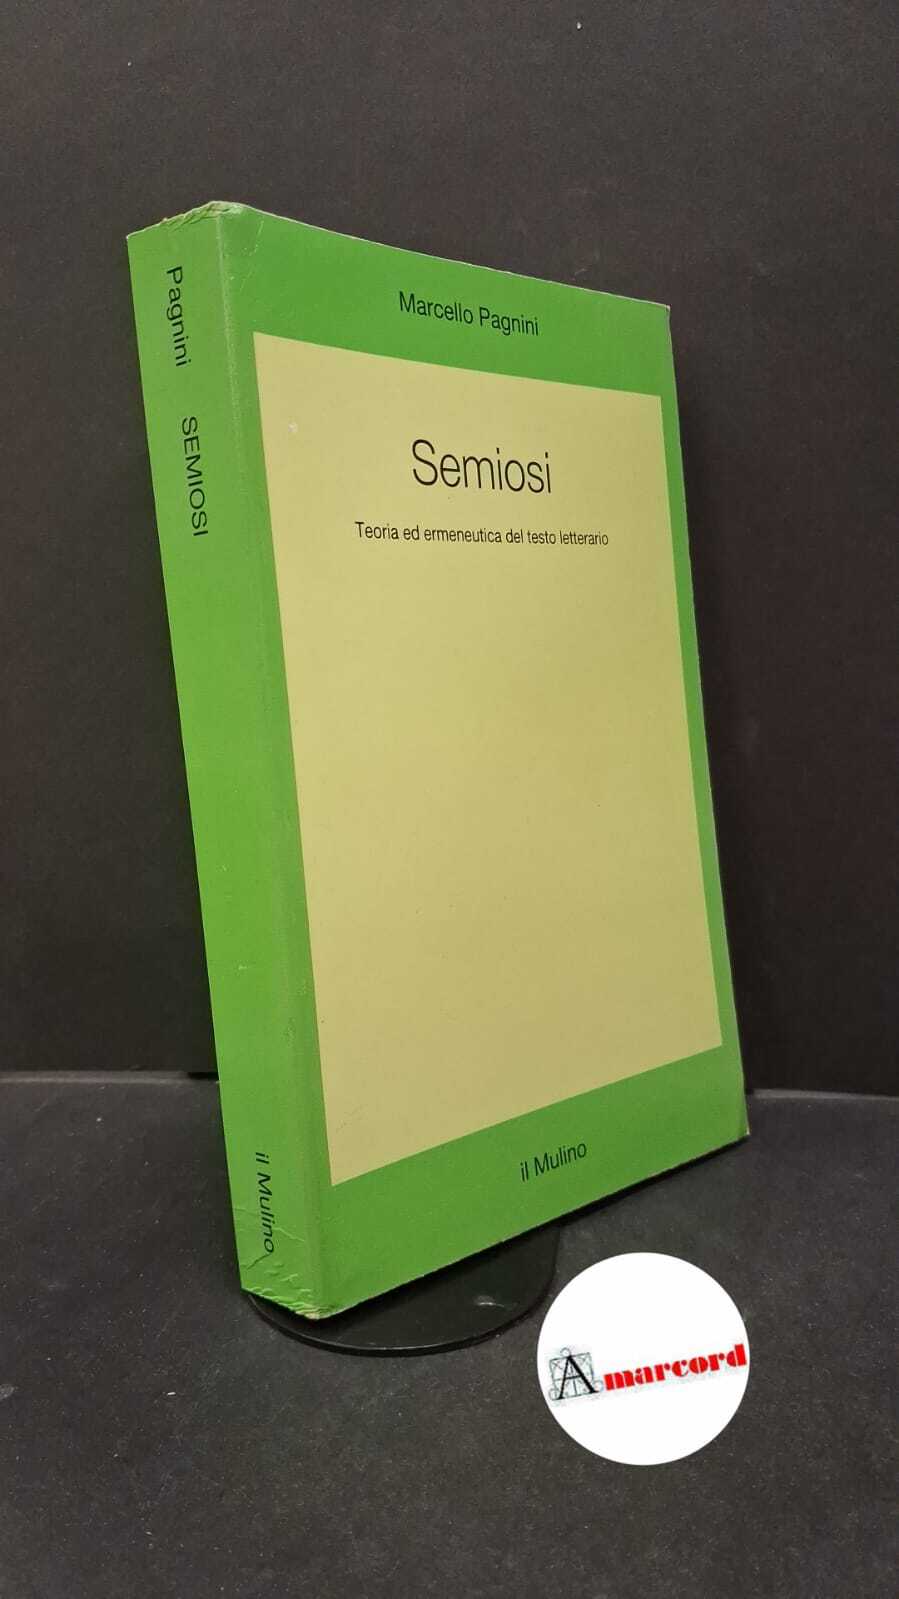 Pagnini SEMIOSI il Mulino
Marcello Pagnini
Semiosi
Teoria ed ermeneutica del testo letterario
il Mulino
Amarcord